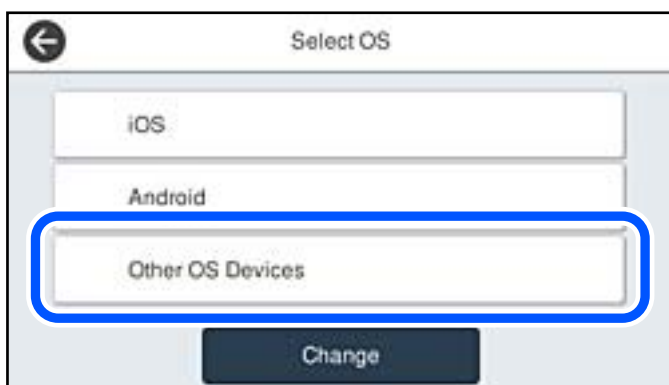 Select OS
iOS
Android
Other OS Devices
Change